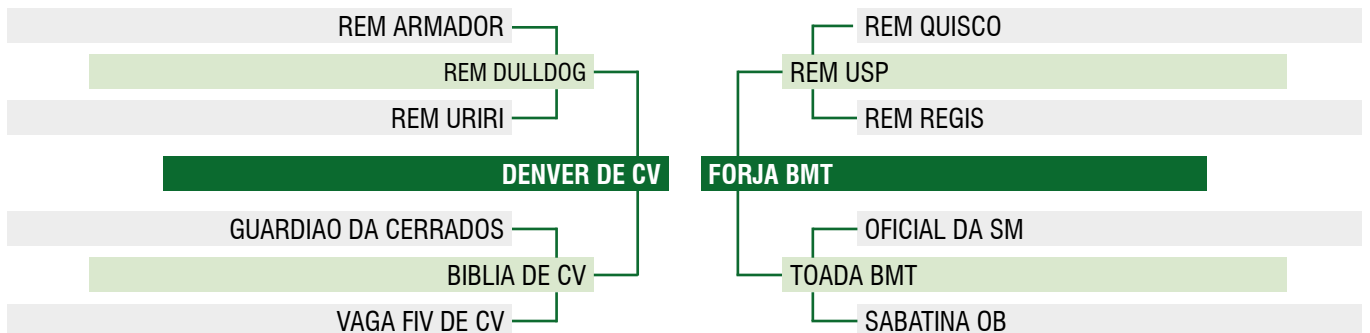 REM ARMADOR
REM DULLDOG
REM URIRI
DENVER DE CV
GUARDIAO DA CERRADOS
BIBLIA DE CV
VAGA FIV DE CV
REM QUISCO
REM USP
REM REGIS
FORJA BMT
OFICIAL DA SM
TOADA BMT
SABATINA OB